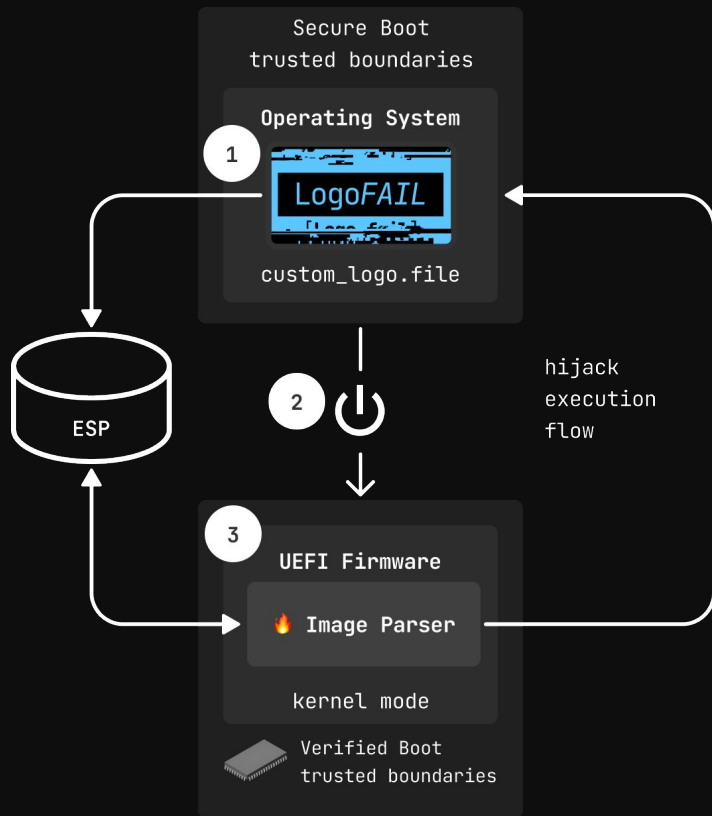 Secure Boot
trusted boundaries
Operating System
1
LogoFAIL
custom_logo.file
2
ESP
hijack
execution
flow
3
UEFI Firmware
Image Parser
kernel mode
Verified Boot
trusted boundaries